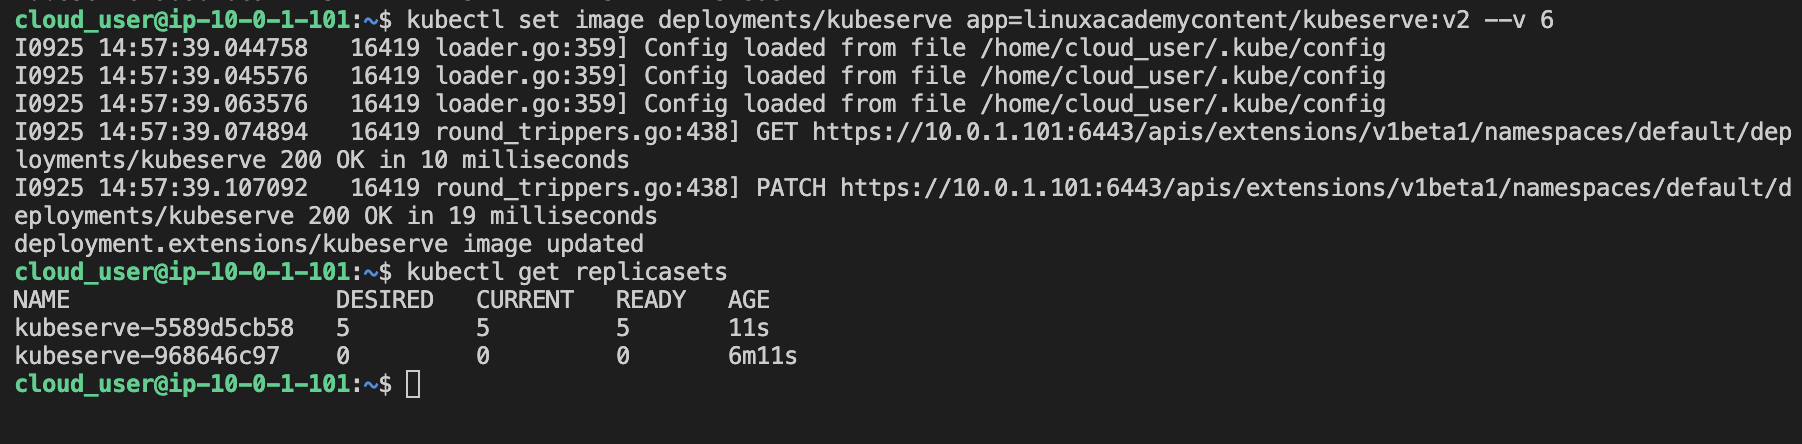 cloud_user@ip-10-0-1-101:~$ kubectl set image deployments/kubeserve app=linuxacademycontent/kubeserve:v2 --v 6
I0925 14:57:39.044758   16419 loader.go:359] Config loaded from file /home/cloud_user/.kube/config
I0925 14:57:39.045576   16419 loader.go:359] Config loaded from file /home/cloud_user/.kube/config
I0925 14:57:39.063576   16419 loader.go:359] Config loaded from file /home/cloud_user/.kube/config
I0925 14:57:39.074894   16419 round_trippers.go:438] GET https://10.0.1.101:6443/apis/extensions/v1beta1/namespaces/default/dep
loyments/kubeserve 200 OK in 10 milliseconds
I0925 14:57:39.107092   16419 round_trippers.go:438] PATCH https://10.0.1.101:6443/apis/extensions/v1beta1/namespaces/default/d
eployments/kubeserve 200 OK in 19 milliseconds
deployment.extensions/kubeserve image updated
cloud_user@ip-10-0-1-101:~$ kubectl get replicasets
NAME                   DESIRED   CURRENT   READY   AGE
kubeserve-5589d5cb58   5         5         5       11s
kubeserve-968646c97    0         0         0       6m11s
cloud_user@ip-10-0-1-101:~$